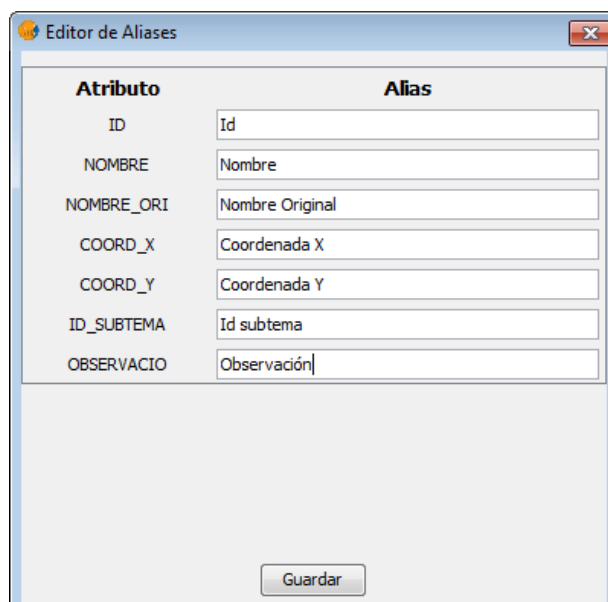 Editor de Aliases
Atributo Alias
ID Id
NOMBRE Nombre
NOMBRE_ORI Nombre Original
COORD_X Coordenada X
COORD_Y Coordenada Y
ID_SUBTEMA Id subtema
OBSERVACIO Observación
Guardar